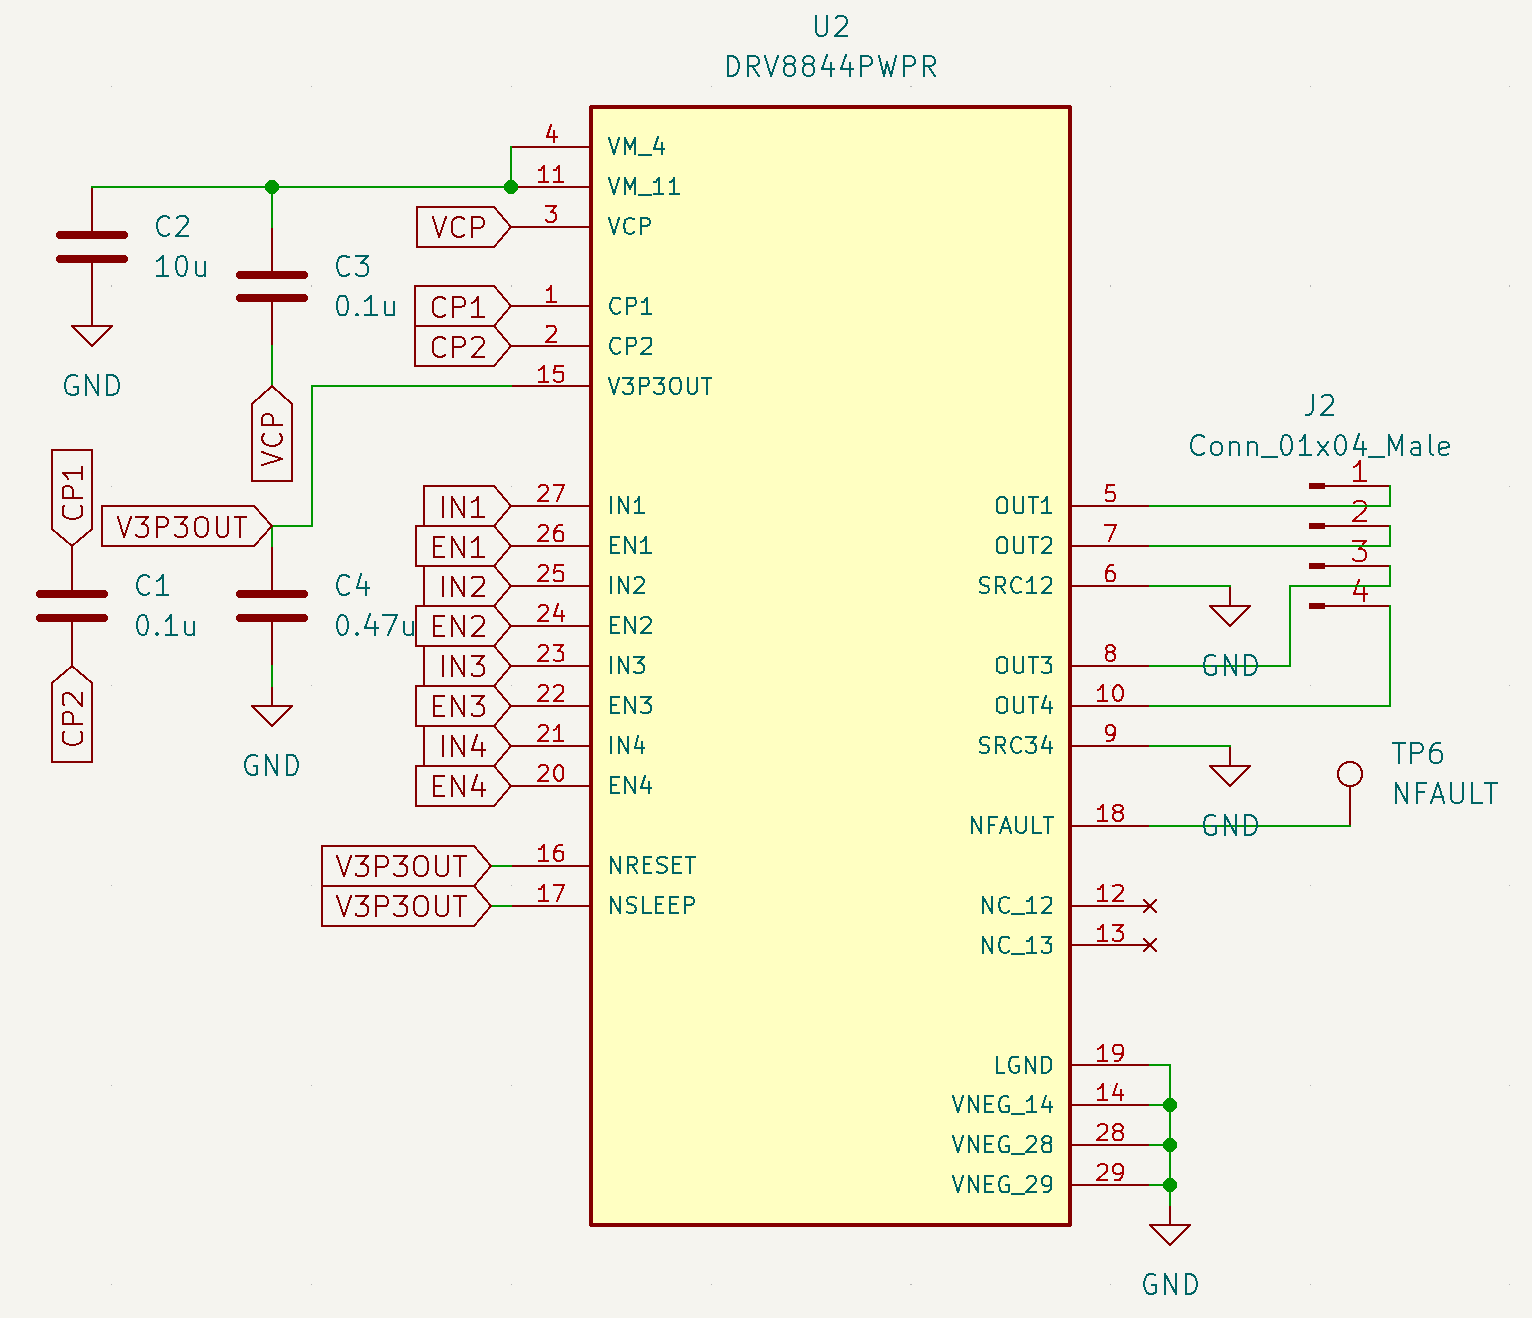 U2
DRV8844PWPR
4
VM_4
11
VM_11
3
VCP
VCP
1
CP1
CP1
2
CP2
CP2
15
V3P3OUT
C2
10u
GND
C3
0.1u
VCP
CP1
C1
0.1u
CP2
V3P3OUT
C4
0.47u
GND
IN1
27
IN1
EN1
26
EN1
IN2
25
IN2
EN2
24
EN2
IN3
23
IN3
EN3
22
EN3
IN4
21
IN4
EN4
20
EN4
V3P3OUT
16
NRESET
V3P3OUT
17
NSLEEP
OUT1
5
OUT2
7
SRC12
6
GND
OUT3
8
OUT4
10
SRC34
9
GND
NFAULT
18
NC_12
12
NC_13
13
LGND
19
VNEG_14
14
VNEG_28
28
VNEG_29
29
GND
J2
Conn_01x04_Male
1
2
3
4
TP6
NFAULT